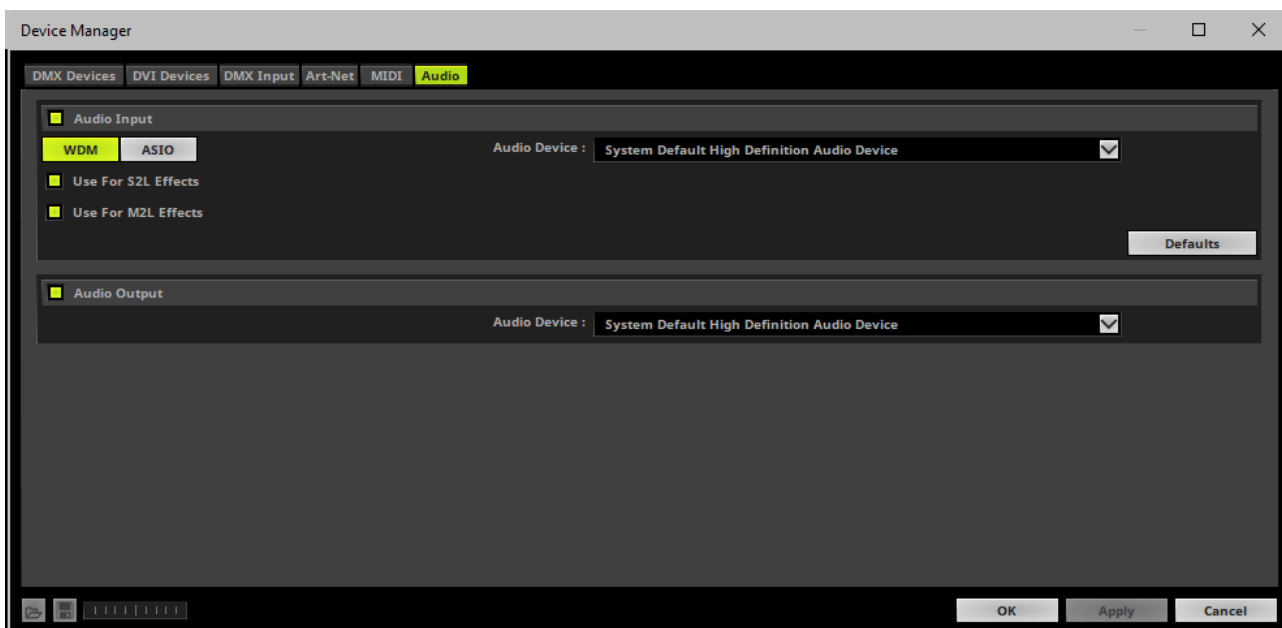 Device Manager
DMX Devices DVI Devices DMX Input Art-Net MIDI Audio
Audio Input
WDM ASIO Audio Device : System Default High Definition Audio Device
Use For S2L Effects
Use For M2L Effects
Defaults
Audio Output
Audio Device : System Default High Definition Audio Device
OK Apply Cancel